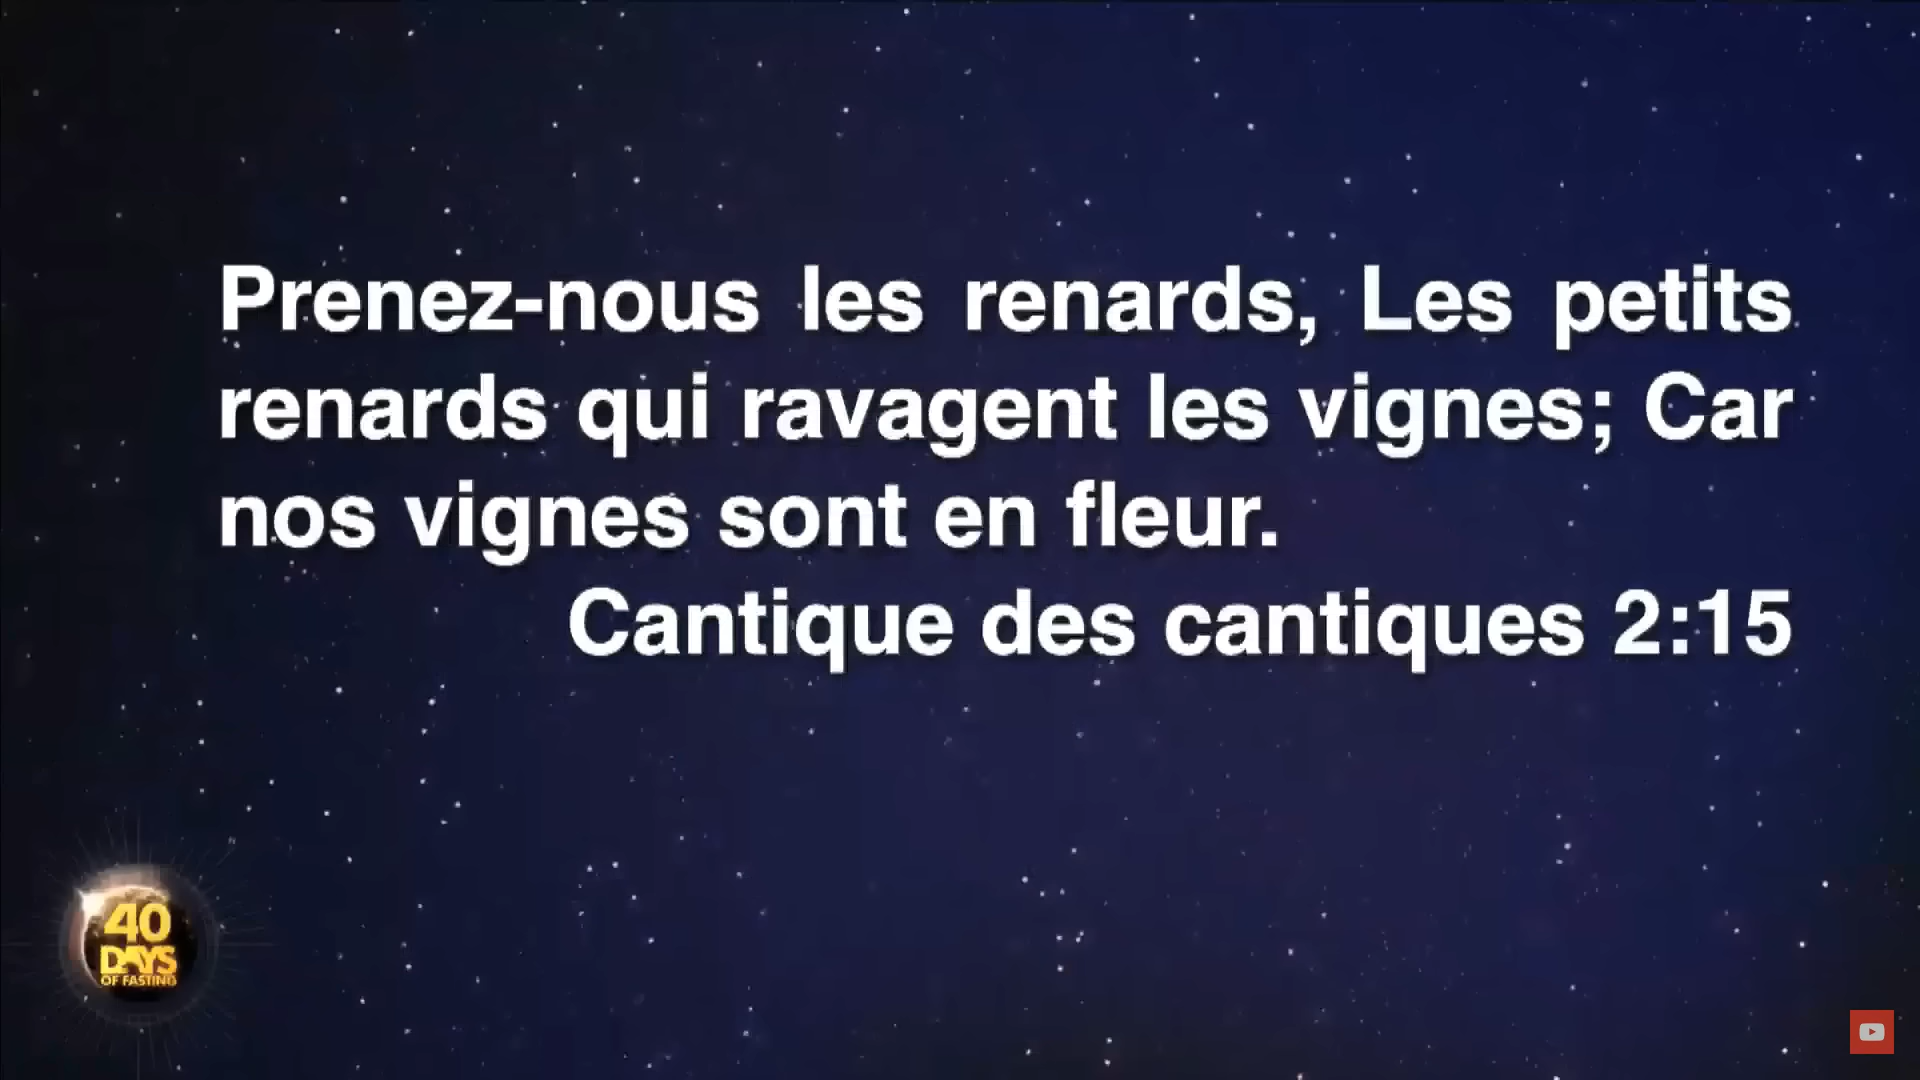 Prenez-nous les renards, Les petits
renards qui ravagent les vignes; Car
nos vignes sont en fleur.
Cantique des cantiques 2:15
40
DAYS
OF FASTING